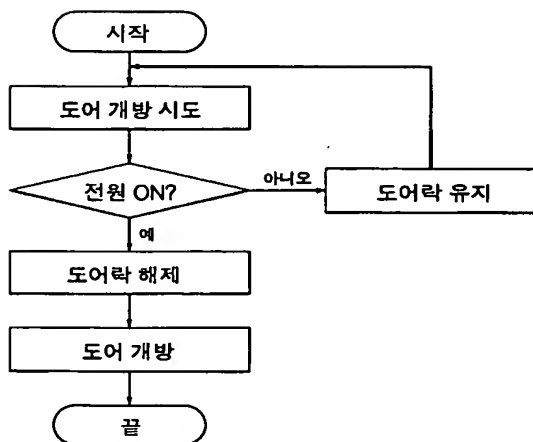 시작
도어 개방 시도
전원 ON?
아니오
도어락 유지
예
도어락 해제
도어 개방
끝